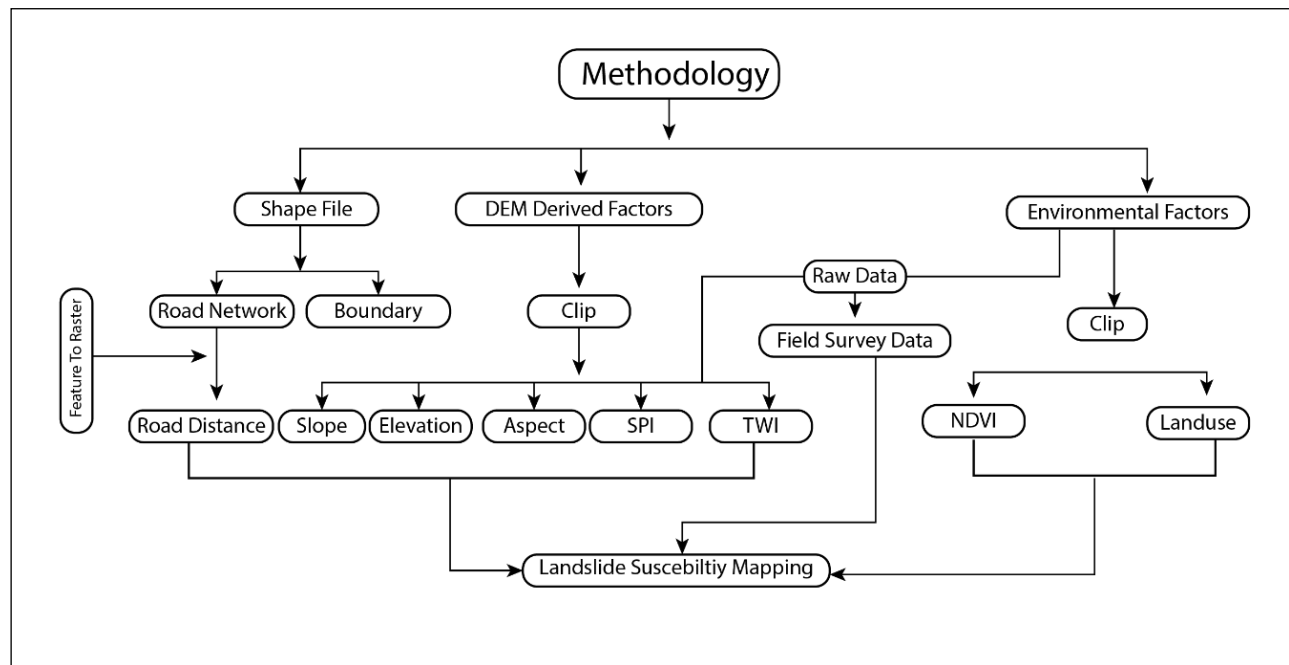 Methodology
Shape File
DEM Derived Factors
Environmental Factors
Raw Data
Road Network
Boundary
Clip
Clip
Field Survey Data
Feature To Raster
Road Distance
Slope
Elevation
Aspect
SPI
TWI
NDVI
Landuse
Landslide Suscebiltiy Mapping